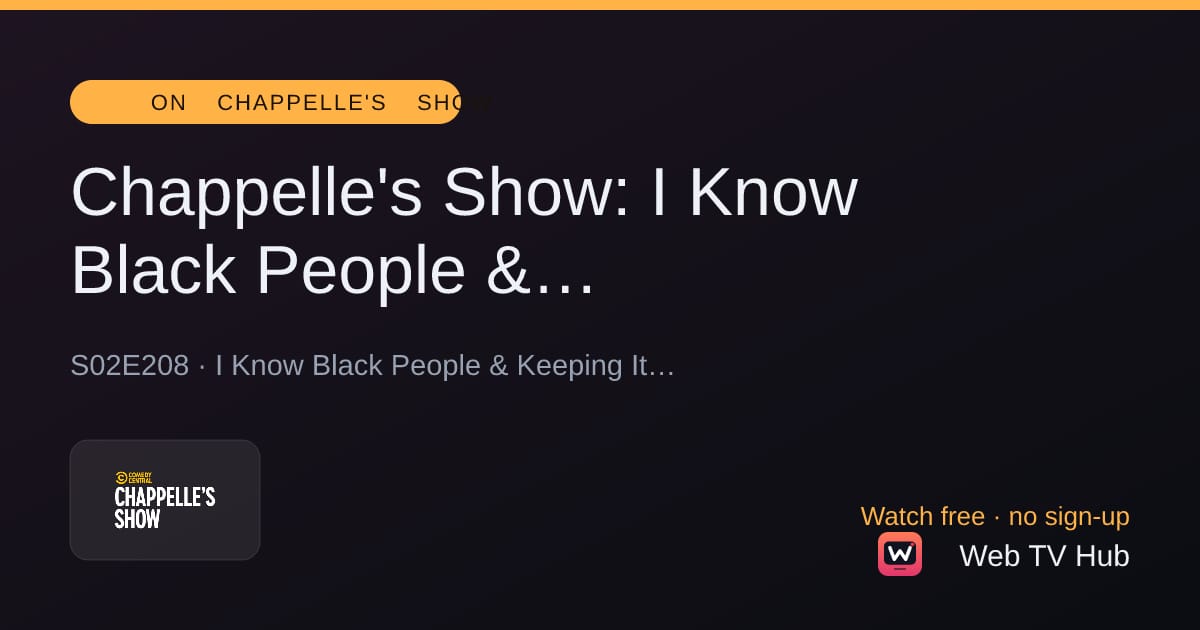 ON CHAPPELLE'S SHOW
Chappelle's Show: I Know
Black People &…
S02E208 · I Know Black People & Keeping It…
COMEDY
CENTRAL
CHAPPELLE'S
SHOW
Watch free · no sign-up
Web TV Hub